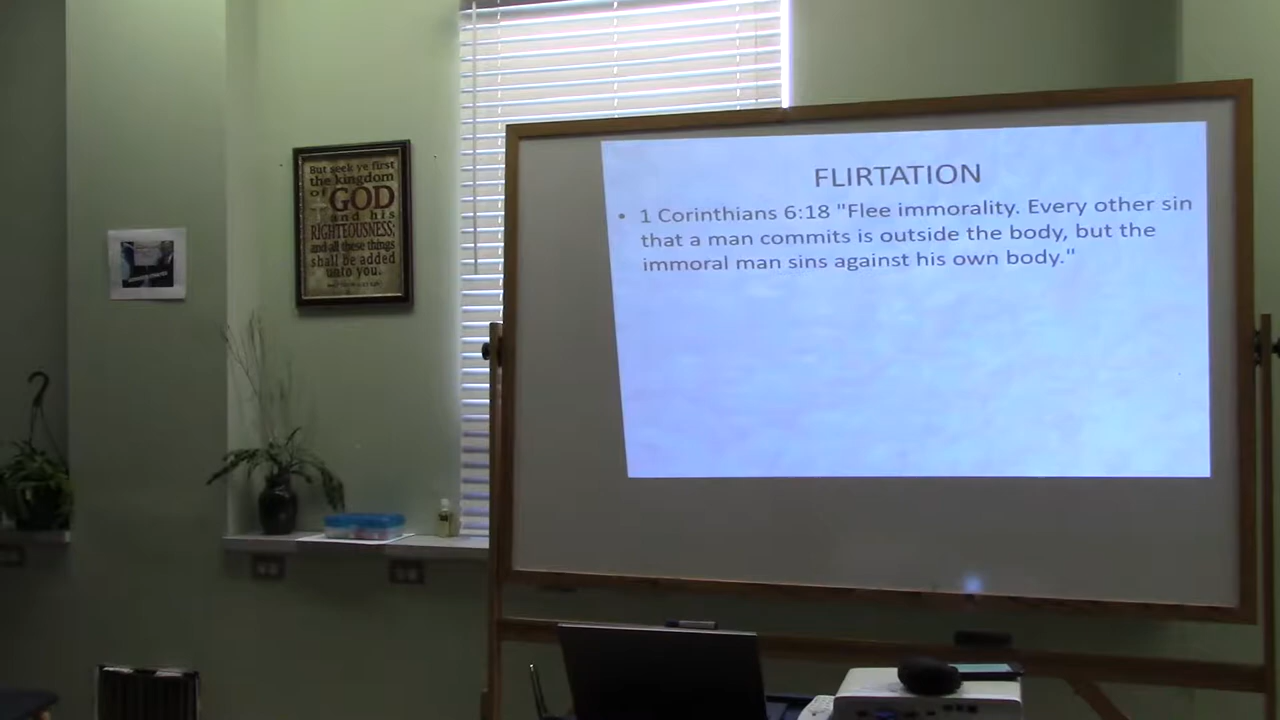 But seek ye first
the kingdom
of GOD
and his
RIGHTEOUSNESS;
and all these things
shall be added
unto you.
FLIRTATION
• 1 Corinthians 6:18 "Flee immorality. Every other sin
that a man commits is outside the body, but the
immoral man sins against his own body."